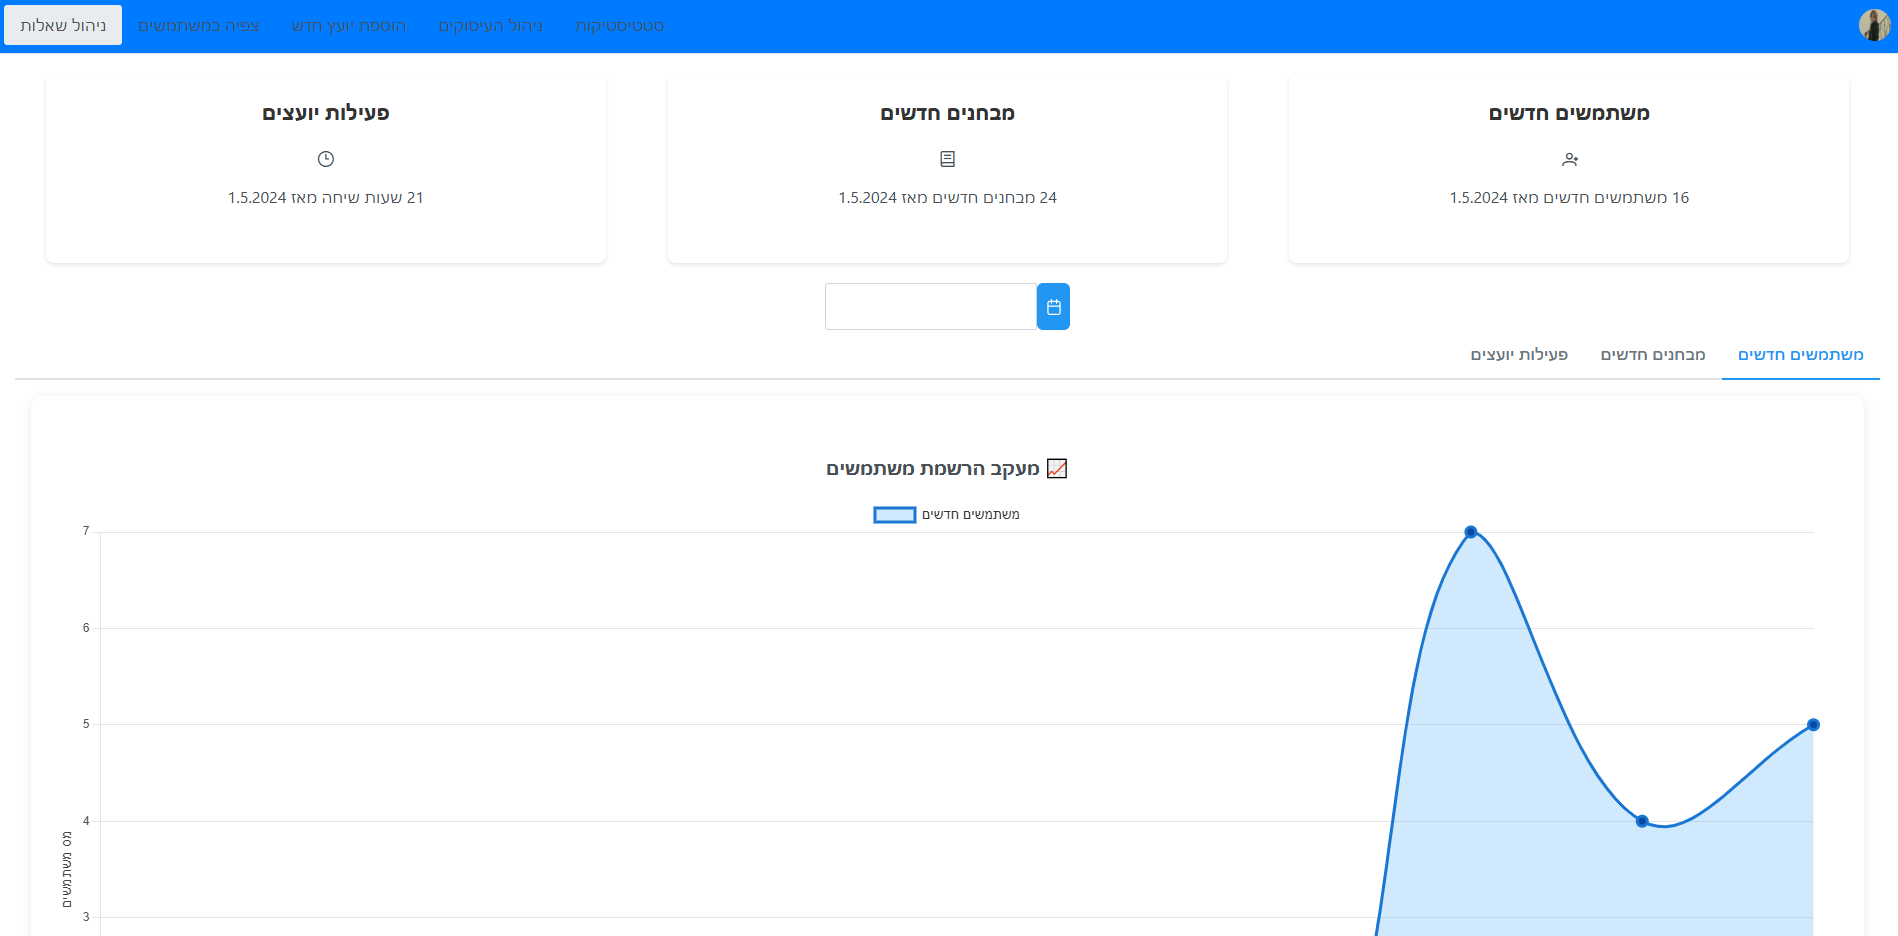 ניהול שאלות
צפיה במשתמשים
הוספת יועץ חדש
ניהול העיסוקים
סטטיסטיקות
משתמשים חדשים
16 משתמשים חדשים מאז 1.5.2024
מבחנים חדשים
24 מבחנים חדשים מאז 1.5.2024
פעילות יועצים
21 שעות שיחה מאז 1.5.2024
משתמשים חדשים
מבחנים חדשים
פעילות יועצים
📈 מעקב הרשמת משתמשים
משתמשים חדשים
7
6
5
4
3
מס משתמשים